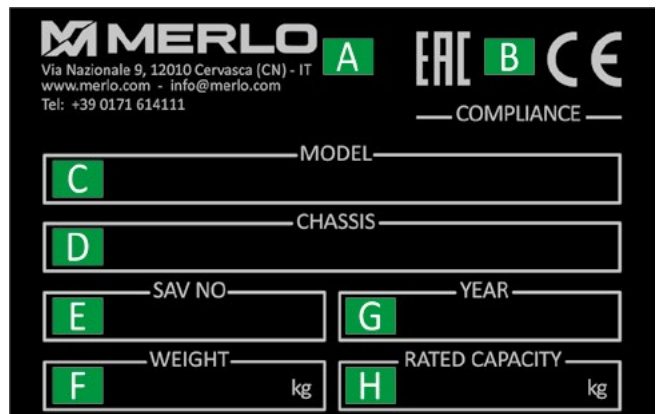 MERLO A
Via Nazionale 9, 12010 Cervasca (CN) - IT
www.merlo.com - info@merlo.com
Tel: +39 0171 614111
EAC B CE
COMPLIANCE
MODEL
C
CHASSIS
D
SAV NO
E
YEAR
G
WEIGHT
F kg
RATED CAPACITY
H kg